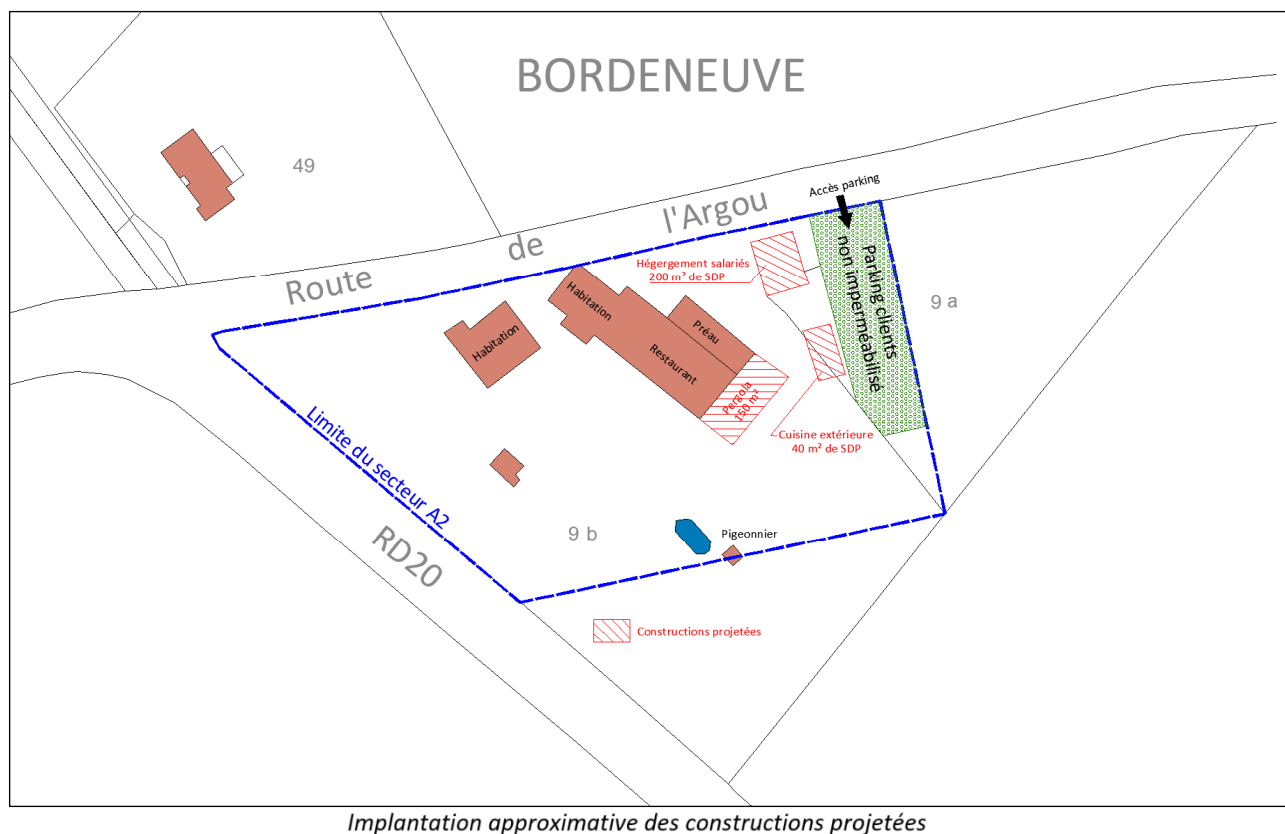 BORDENEUVE
49
Accès parking
Route de l'Argou
Hégergement salariés
200 m² de SDP
Parking clients
non imperméabilisé
9 a
Habitation
Habitation
Préau
Restaurant
Pergola
150 m²
Cuisine extérieure
40 m² de SDP
Limite du secteur A2
RD20
9 b
Pigeonnier
Constructions projetées
Implantation approximative des constructions projetées